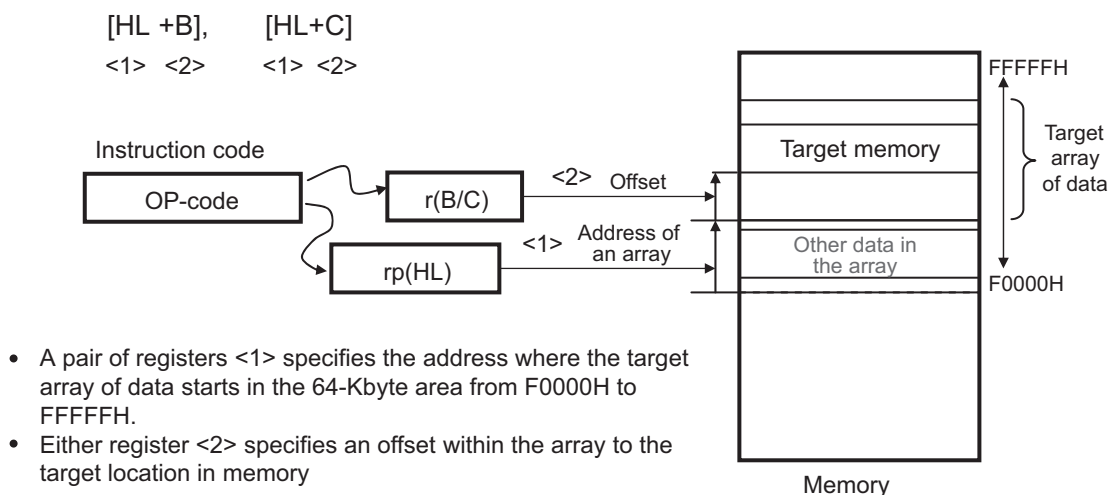 [HL +B], [HL+C]
<1> <2> <1> <2>
FFFFFH
Target
array
of data
Target memory
Instruction code
OP-code
r(B/C)
<2> Offset
<1> Address of
an array
rp(HL)
Other data in
the array
F0000H
• A pair of registers <1> specifies the address where the target
array of data starts in the 64-Kbyte area from F0000H to
FFFFFH.
• Either register <2> specifies an offset within the array to the
target location in memory
Memory